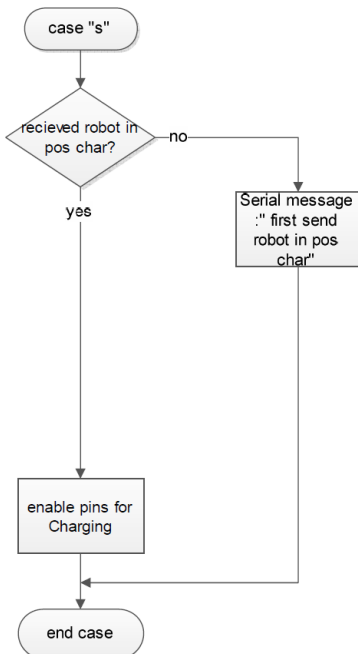 case "s"
recieved robot in
pos char?
no
yes
Serial message
:" first send
robot in pos
char"
enable pins for
Charging
end case